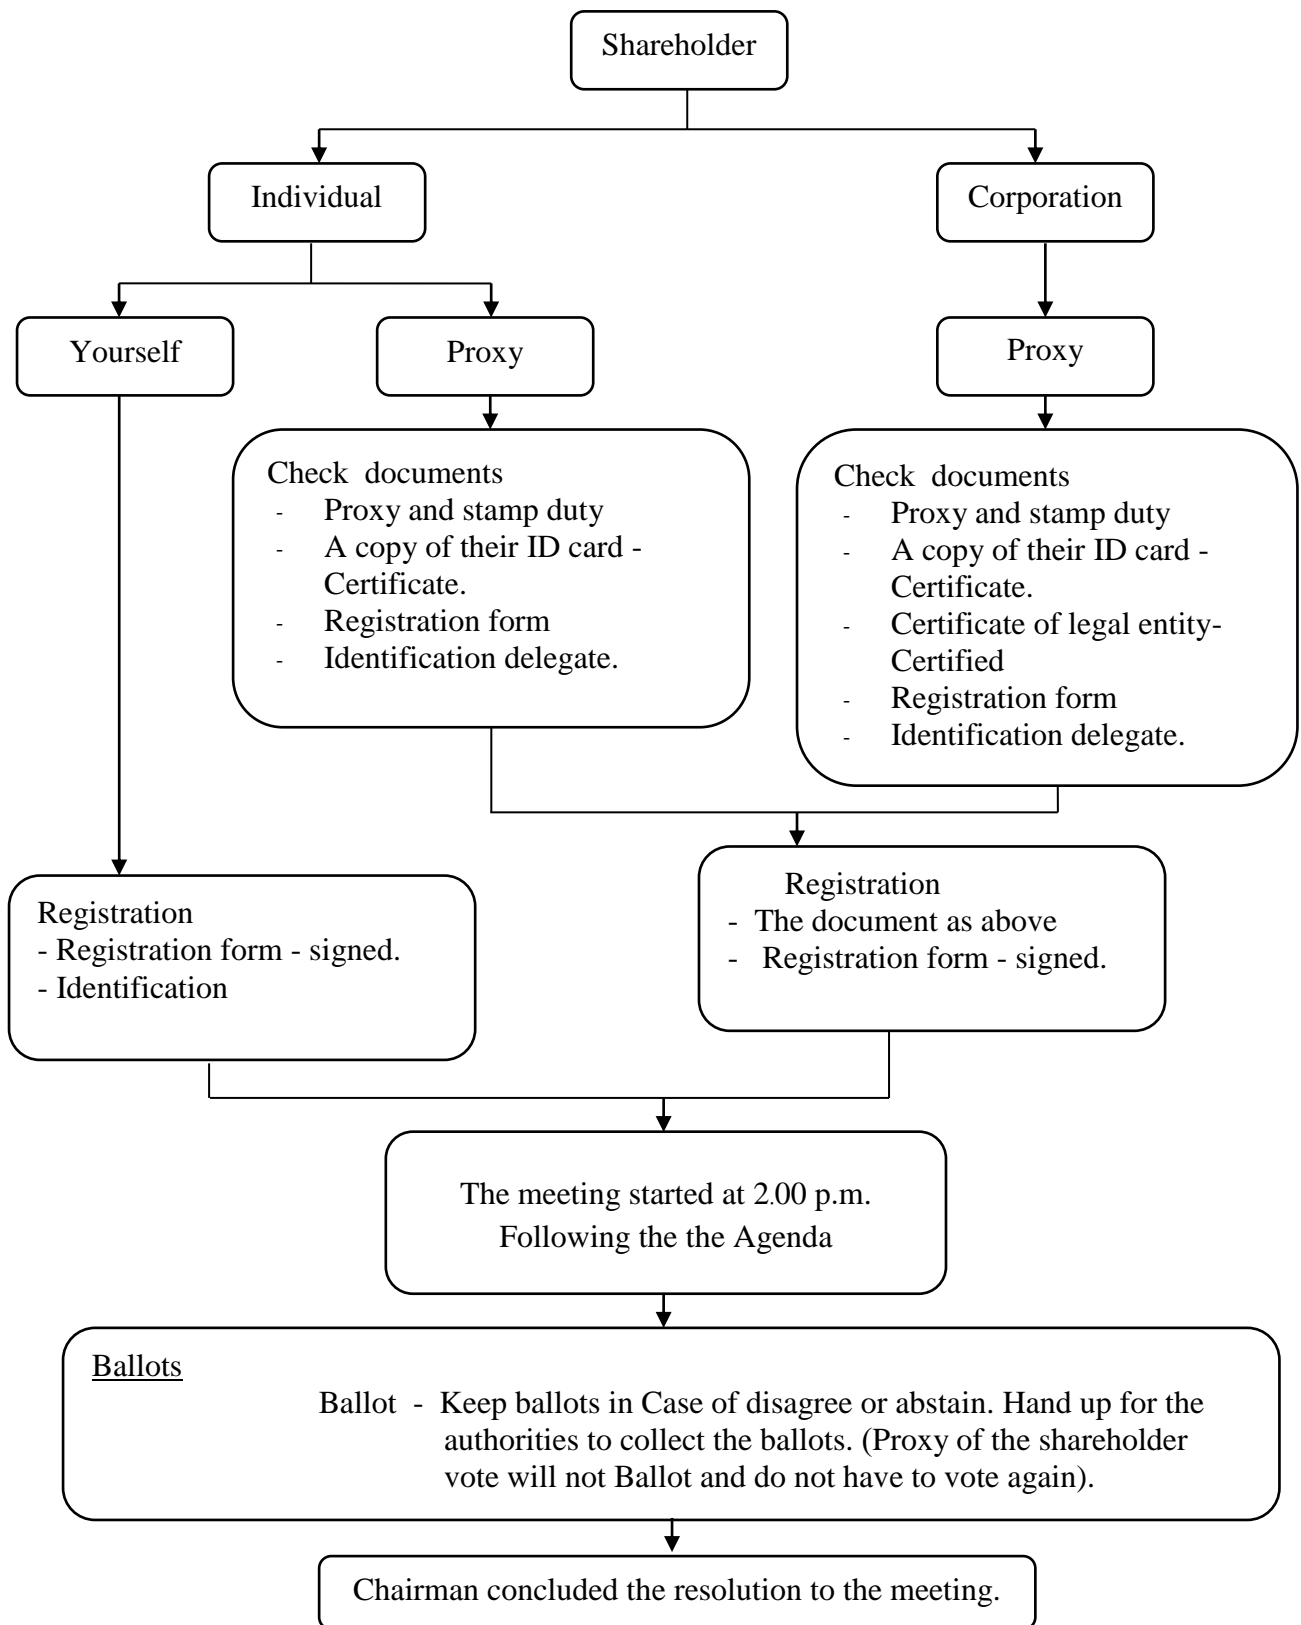 Shareholder
Individual
Corporation
Yourself
Proxy
Proxy
Check documents
- Proxy and stamp duty
- A copy of their ID card -
Certificate.
- Registration form
- Identification delegate.
Check documents
- Proxy and stamp duty
- A copy of their ID card -
Certificate.
- Certificate of legal entity-
Certified
- Registration form
- Identification delegate.
Registration
- Registration form - signed.
- Identification
Registration
- The document as above
- Registration form - signed.
The meeting started at 2.00 p.m.
Following the the Agenda
Ballots
Ballot - Keep ballots in Case of disagree or abstain. Hand up for the
authorities to collect the ballots. (Proxy of the shareholder
vote will not Ballot and do not have to vote again).
Chairman concluded the resolution to the meeting.